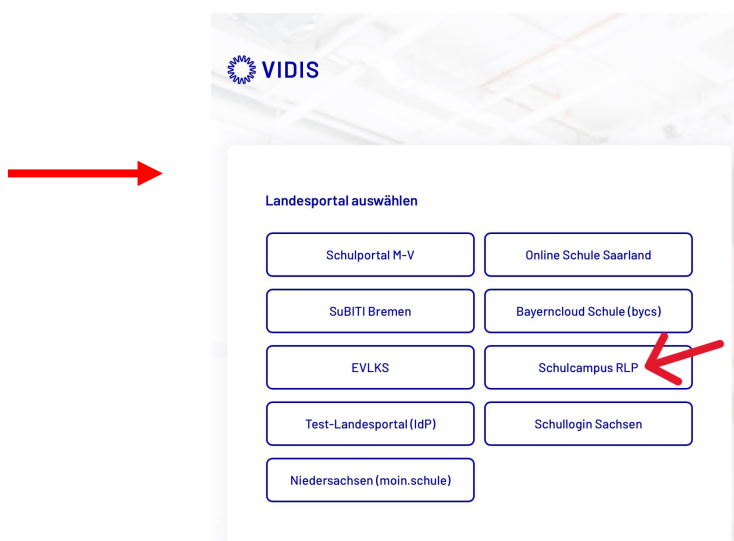 VIDIS
Landesportal auswählen
Schulportal M-V
Online Schule Saarland
SuBITI Bremen
Bayerncloud Schule (bycs)
EVLKS
Schulcampus RLP
Test-Landesportal (IdP)
Schullogin Sachsen
Niedersachsen (moin.schule)